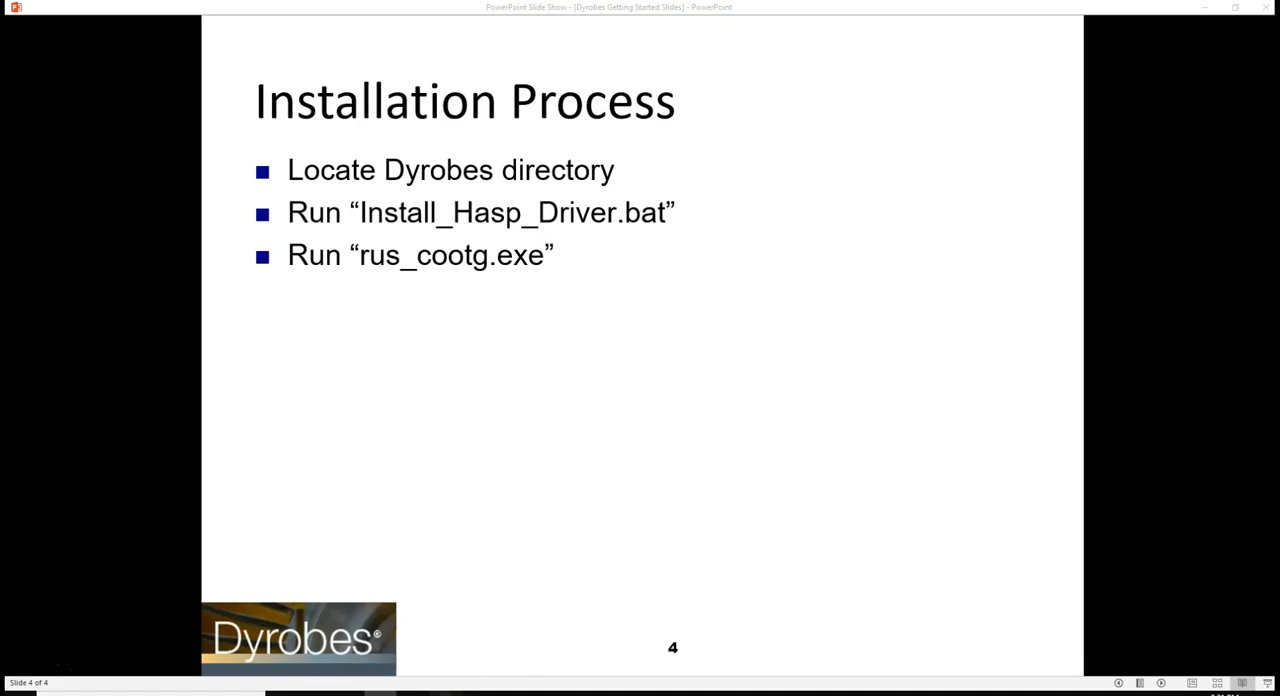 PowerPoint Slide Show - [Dyrobes Getting Started Slides] - PowerPoint
Installation Process
Locate Dyrobes directory
Run “Install_Hasp_Driver.bat”
Run “rus_cootg.exe”
Dyrobes®
4
Slide 4 of 4